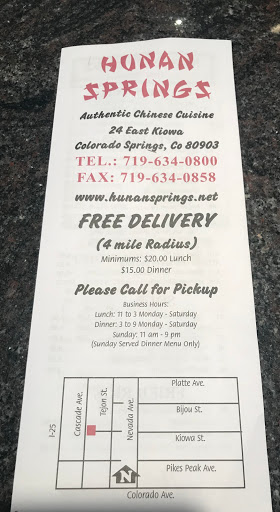 HUNAN
SPRINGS
Authentic Chinese Cuisine
24 East Kiowa
Colorado Springs, Co 80903
TEL.: 719-634-0800
FAX: 719-634-0858
www.hunansprings.net
FREE DELIVERY
(4 mile Radius)
Minimums: $20.00 Lunch
$15.00 Dinner
Please Call for Pickup
Business Hours:
Lunch: 11 to 3 Monday - Saturday
Dinner: 3 to 9 Monday - Saturday
Sunday: 11 am - 9 pm
(Sunday Served Dinner Menu Only)
I-25
Cascade Ave.
Tejon St.
Nevada Ave.
Platte Ave.
Bijou St.
Kiowa St.
Pikes Peak Ave.
N
Colorado Ave.